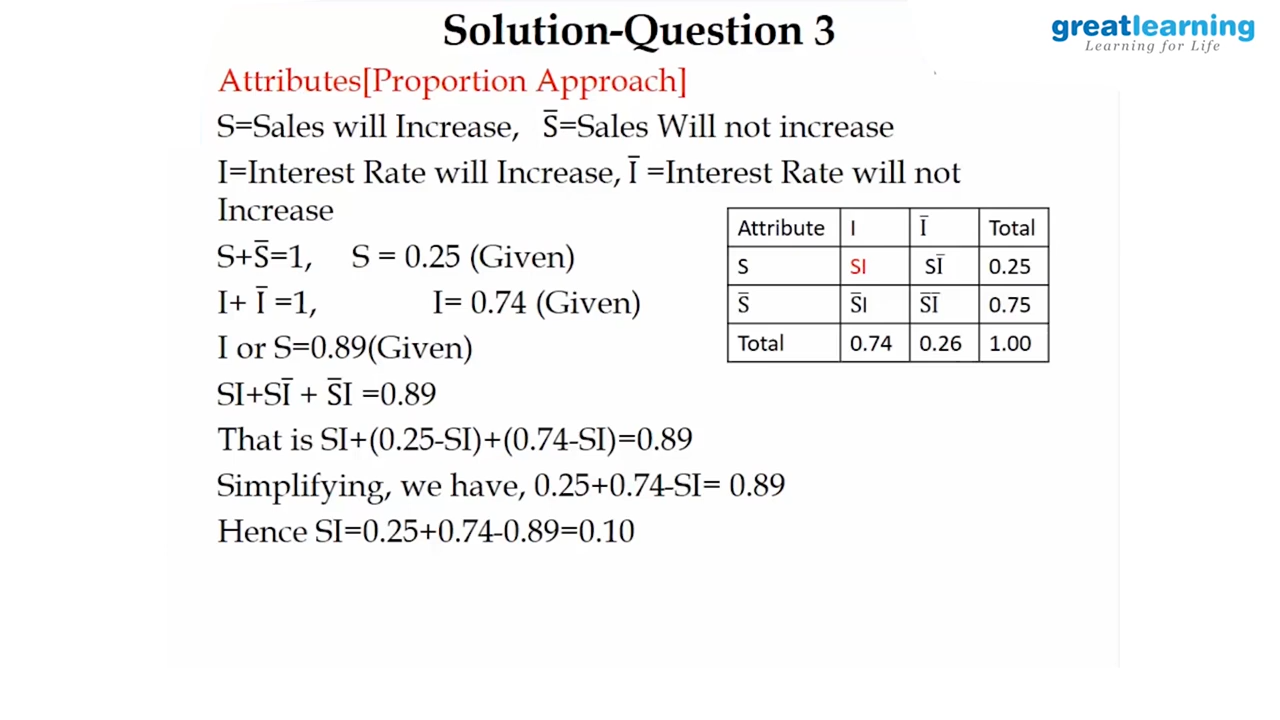 Solution-Question 3
greatlearning
Learning for Life
Attributes[Proportion Approach]
S=Sales will Increase, S̅=Sales Will not increase
I=Interest Rate will Increase, I̅ =Interest Rate will not
Increase
S+S̅=1, S = 0.25 (Given)
I+ I̅ =1, I= 0.74 (Given)
I or S=0.89(Given)
SI+SI̅ + S̅I =0.89
That is SI+(0.25-SI)+(0.74-SI)=0.89
Simplifying, we have, 0.25+0.74-SI= 0.89
Hence SI=0.25+0.74-0.89=0.10
Attribute I I̅ Total
S SI SI̅ 0.25
S̅ S̅I S̅I̅ 0.75
Total 0.74 0.26 1.00